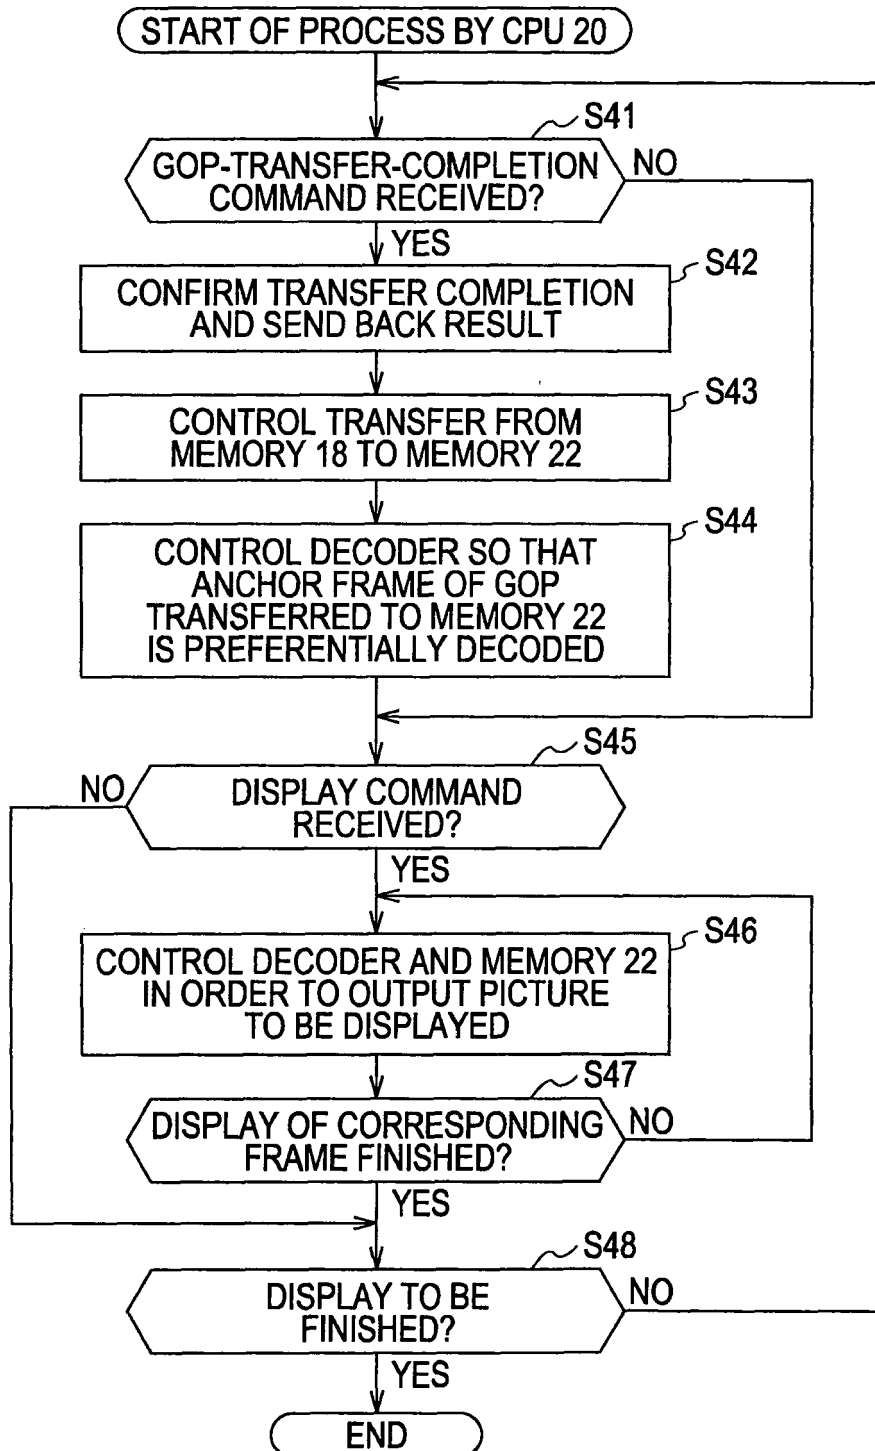 START OF PROCESS BY CPU 20
S41
GOP-TRANSFER-COMPLETION
COMMAND RECEIVED?
NO
YES
S42
CONFIRM TRANSFER COMPLETION
AND SEND BACK RESULT
S43
CONTROL TRANSFER FROM
MEMORY 18 TO MEMORY 22
S44
CONTROL DECODER SO THAT
ANCHOR FRAME OF GOP
TRANSFERRED TO MEMORY 22
IS PREFERENTIALLY DECODED
S45
NO
DISPLAY COMMAND
RECEIVED?
YES
S46
CONTROL DECODER AND MEMORY 22
IN ORDER TO OUTPUT PICTURE
TO BE DISPLAYED
S47
DISPLAY OF CORRESPONDING
FRAME FINISHED?
NO
YES
S48
DISPLAY TO BE
FINISHED?
NO
YES
END